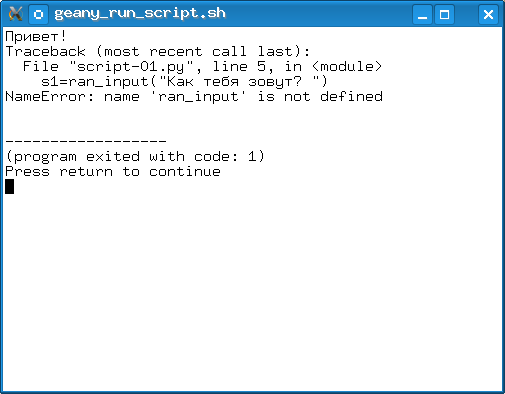 geany_run_script.sh
Привет!
Traceback (most recent call last):
  File "script-01.py", line 5, in <module>
    s1=ran_input("Как тебя зовут? ")
NameError: name 'ran_input' is not defined
------------------
(program exited with code: 1)
Press return to continue